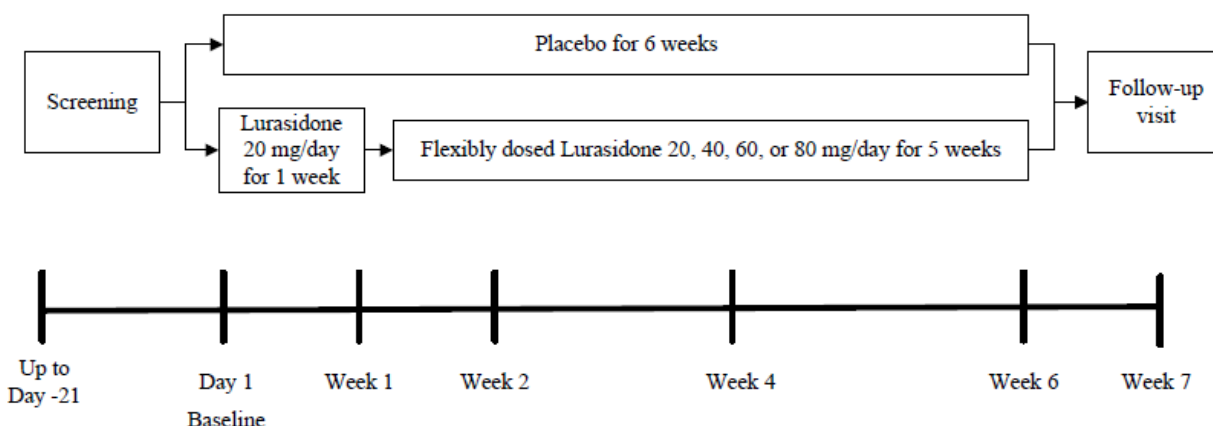 Placebo for 6 weeks
Screening
Lurasidone
20 mg/day
for 1 week
Flexibly dosed Lurasidone 20, 40, 60, or 80 mg/day for 5 weeks
Follow-up
visit
Up to
Day -21
Day 1
Baseline
Week 1
Week 2
Week 4
Week 6
Week 7